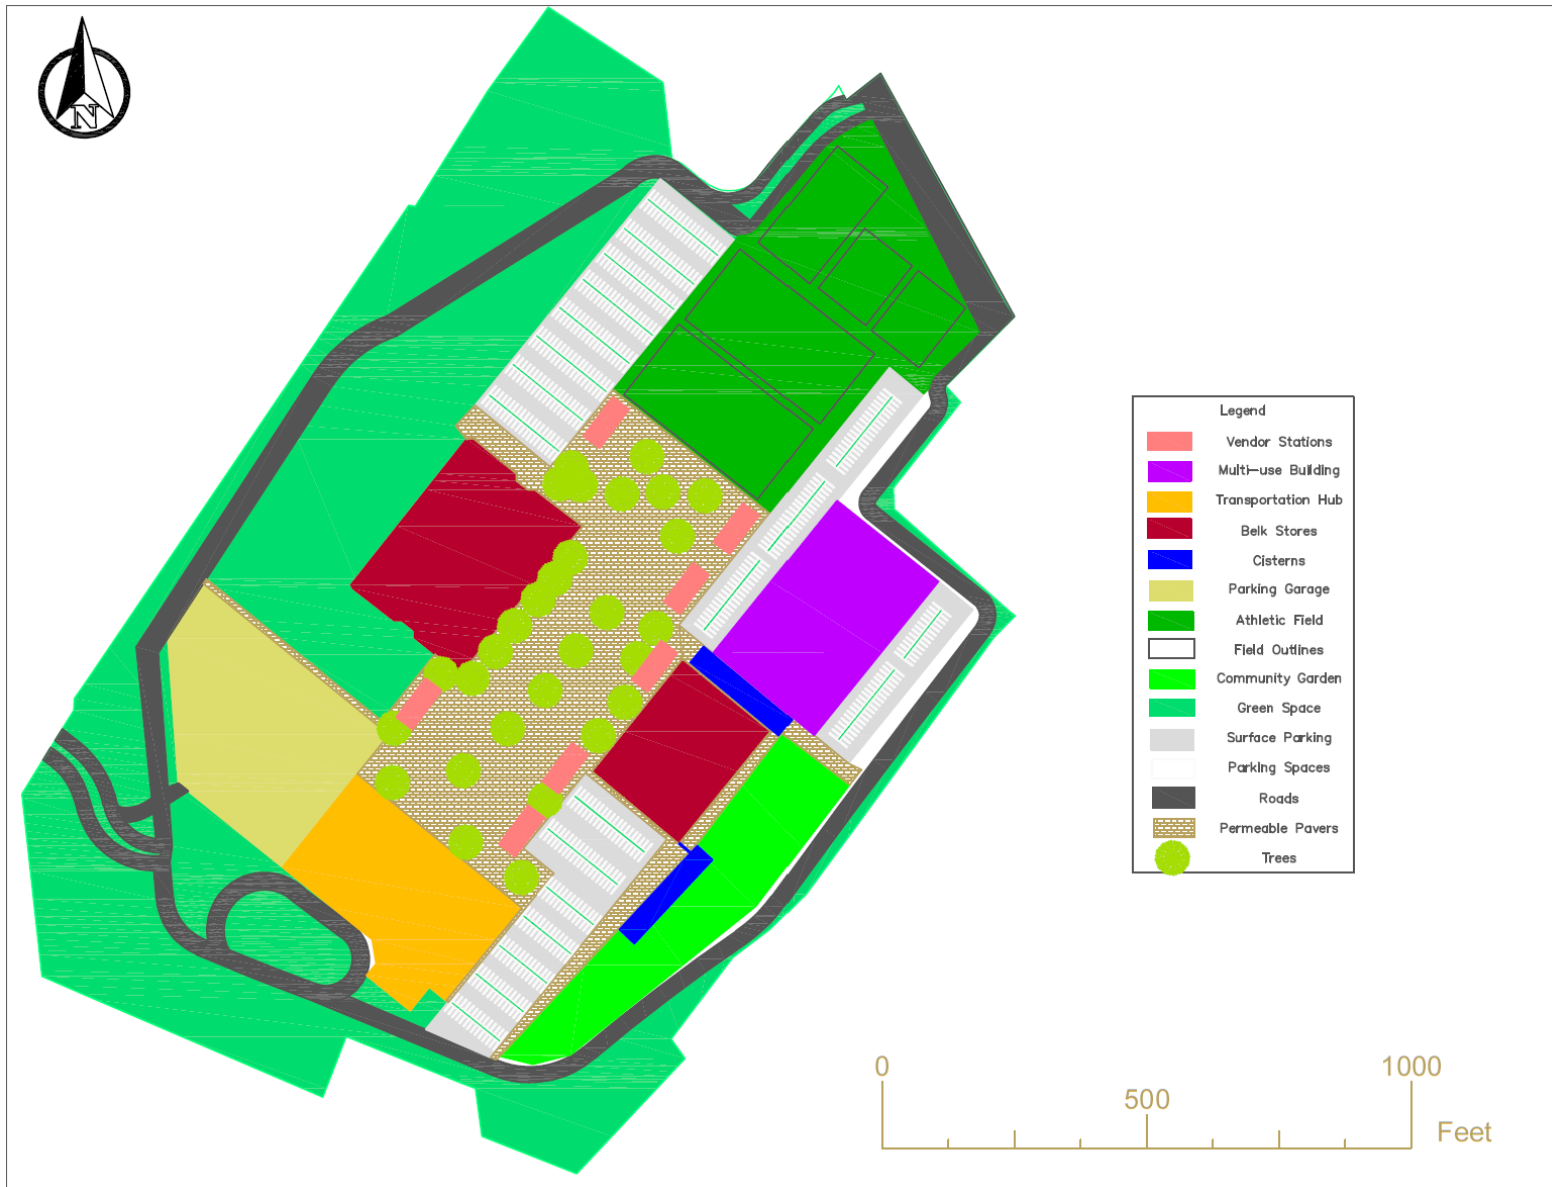 N
Legend
Vendor Stations
Multi-use Building
Transportation Hub
Belk Stores
Cisterns
Parking Garage
Athletic Field
Field Outlines
Community Garden
Green Space
Surface Parking
Parking Spaces
Roads
Permeable Pavers
Trees
0
500
1000
Feet